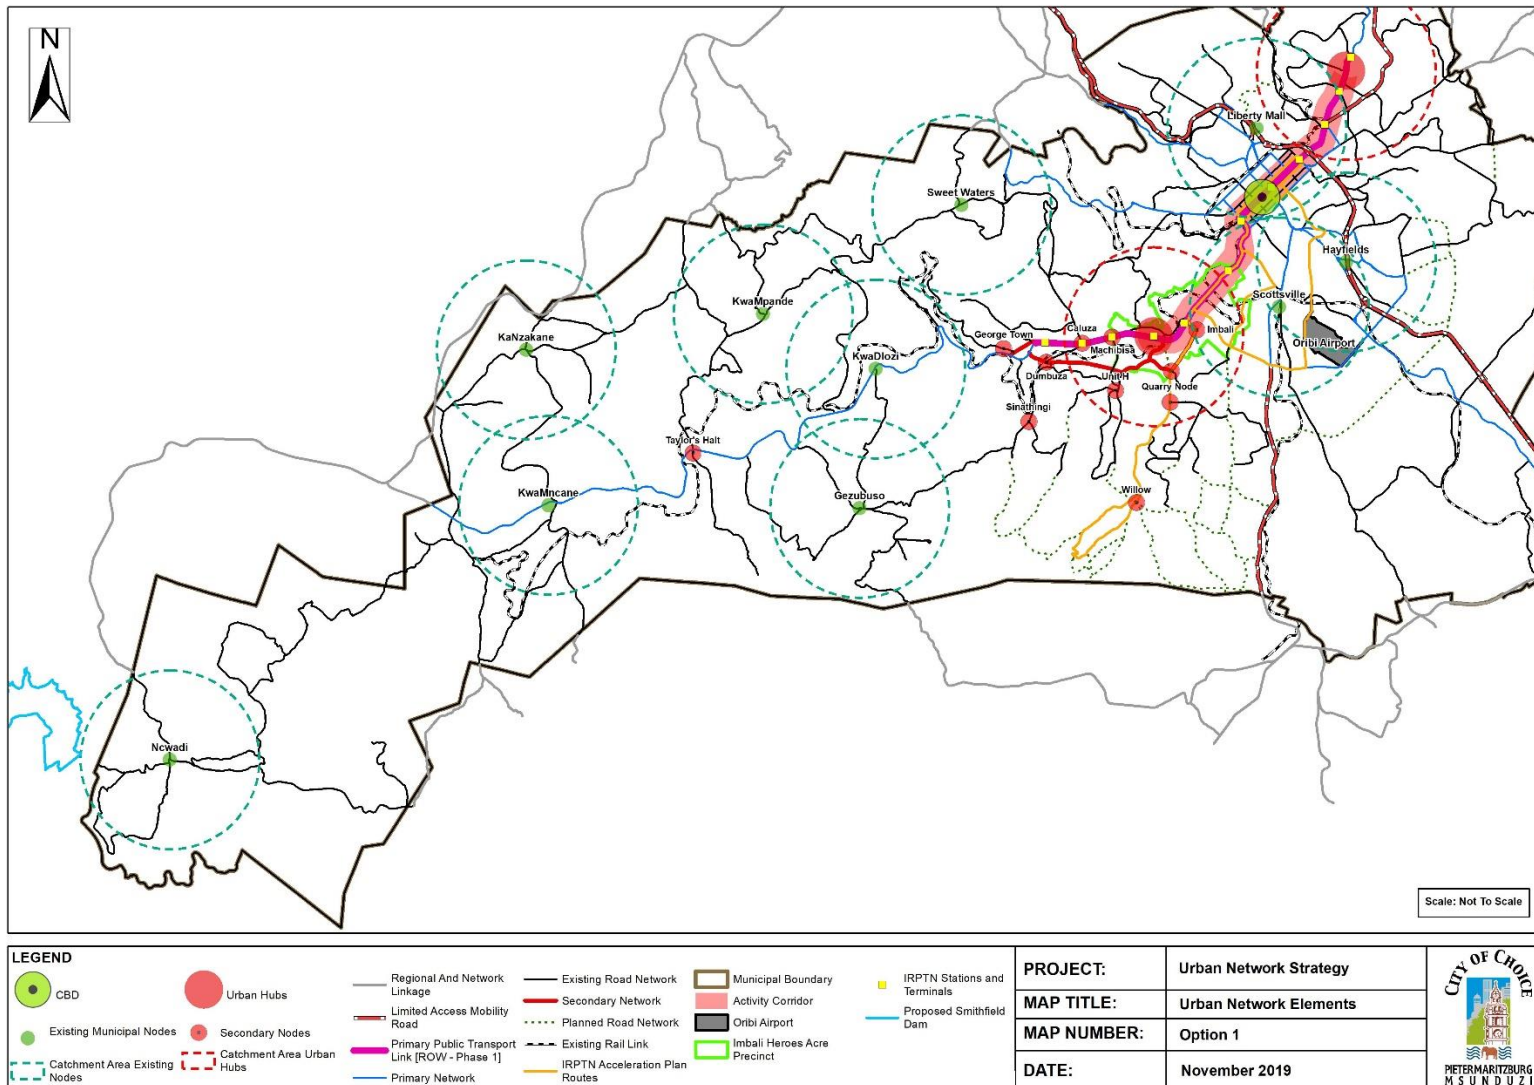 N
Liberty Mall
Sweet Waters
Hayfields
KwaMpande
Scottsville
KaNzakane
George Town
Caluza
Imbali
Machibisa
Oribi Airport
KwaDlozi
Dumbuza
Unit H
Quarry Node
Sinathingi
Taylor's Halt
KwaMncane
Gezubuso
Willow
Ncwadi
Scale: Not To Scale
LEGEND
CBD
Urban Hubs
Existing Municipal Nodes
Secondary Nodes
Catchment Area Existing
Nodes
Catchment Area Urban
Hubs
Regional And Network
Linkage
Limited Access Mobility
Road
Primary Public Transport
Link [ROW - Phase 1]
Primary Network
Existing Road Network
Secondary Network
Planned Road Network
Existing Rail Link
IRPTN Acceleration Plan
Routes
Municipal Boundary
Activity Corridor
Oribi Airport
Imbali Heroes Acre
Precinct
IRPTN Stations and
Terminals
Proposed Smithfield
Dam
PROJECT: Urban Network Strategy
MAP TITLE: Urban Network Elements
MAP NUMBER: Option 1
DATE: November 2019
CITY OF CHOICE
PIETERMARITZBURG
MSUNDUZI